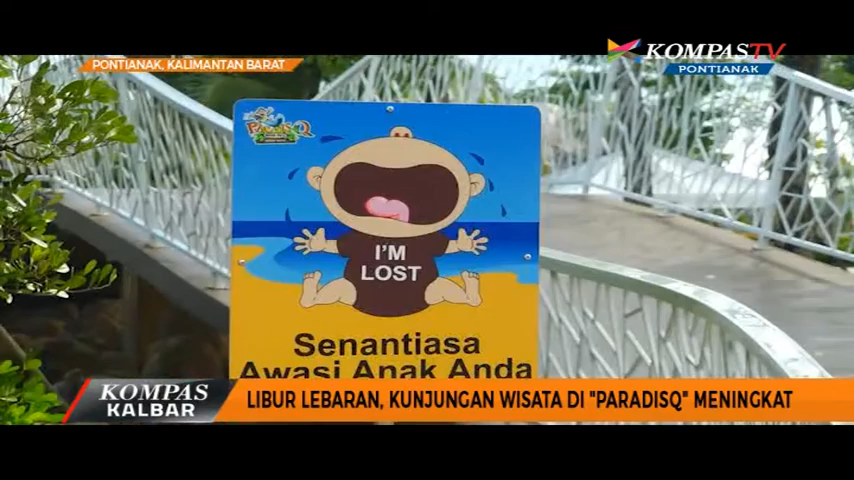 PONTIANAK, KALIMANTAN BARAT
KOMPASTV
PONTIANAK
PARADISQ
I'M
LOST
Senantiasa
Awasi Anak Anda
KOMPAS
KALBAR
LIBUR LEBARAN, KUNJUNGAN WISATA DI "PARADISQ" MENINGKAT